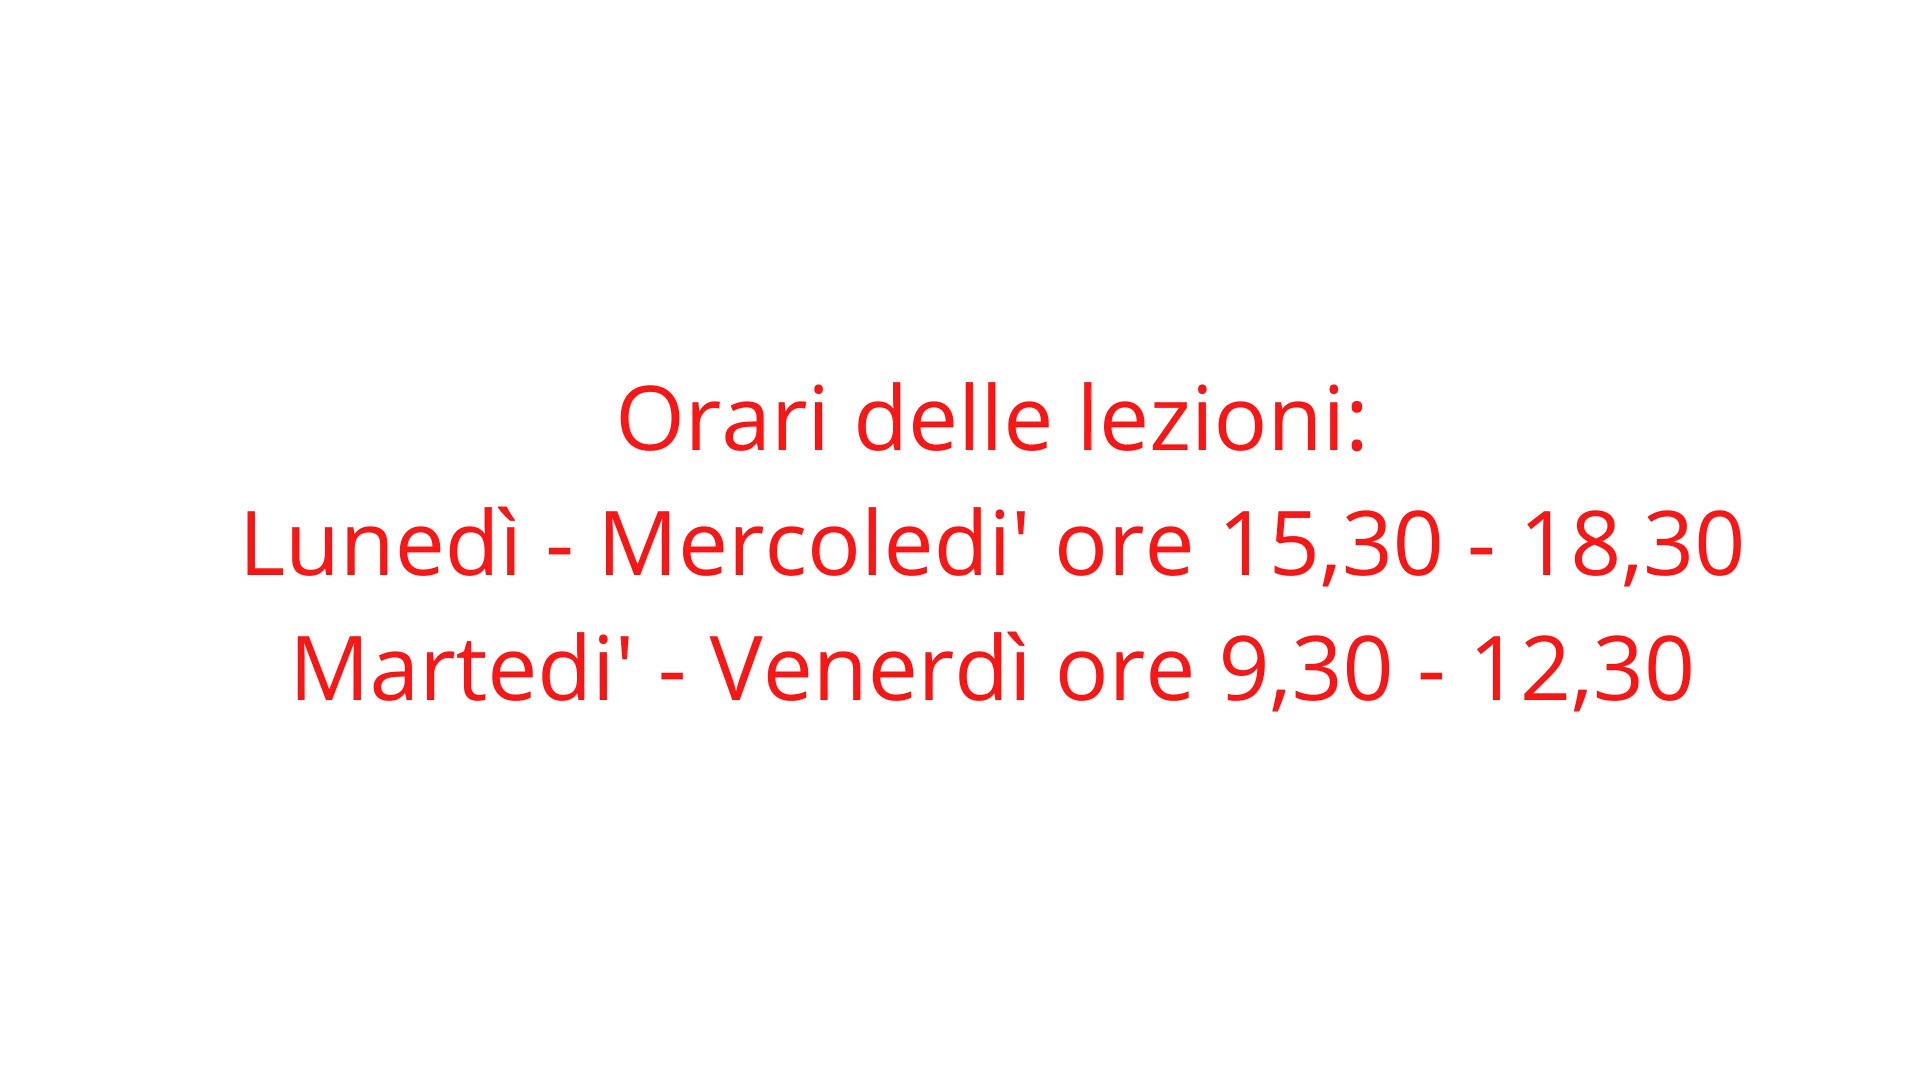 Orari delle lezioni:
Lunedì - Mercoledi' ore 15,30 - 18,30
Martedi' - Venerdì ore 9,30 - 12,30